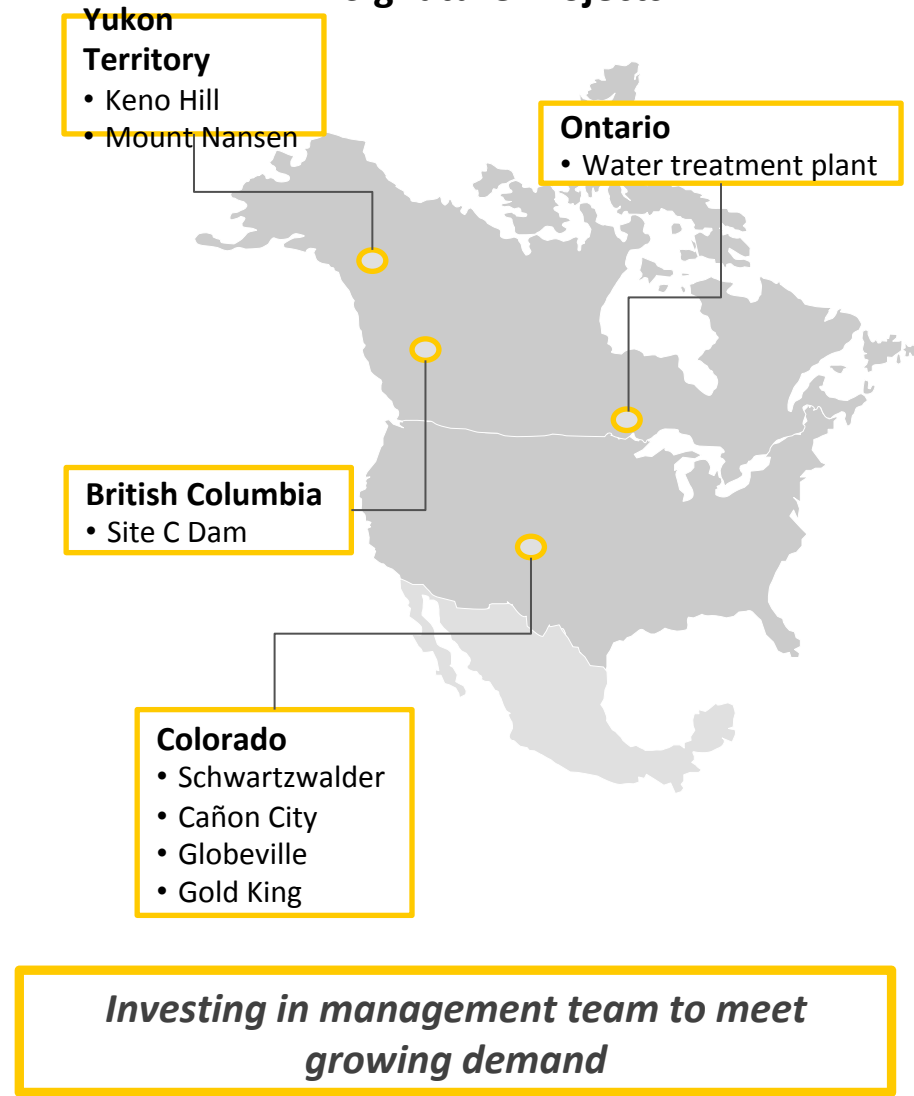 Yukon
Territory
• Keno Hill
• Mount Nansen
Ontario
• Water treatment plant
British Columbia
• Site C Dam
Colorado
• Schwartzwalder
• Cañon City
• Globeville
• Gold King
Investing in management team to meet
growing demand